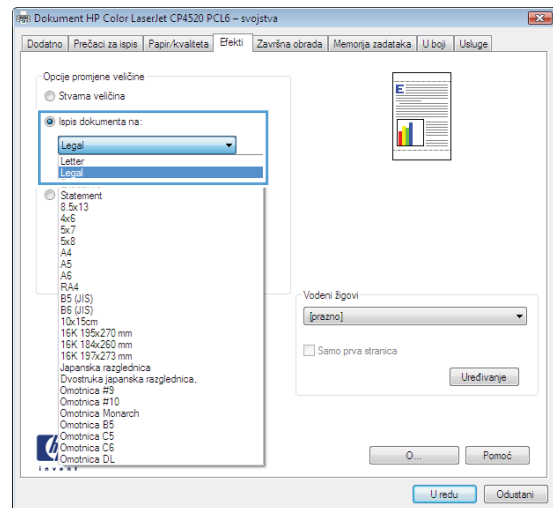 Dokument HP Color LaserJet CP4520 PCL6 – svojstva
Dodatno Prečaci za ispis Papir/kvaliteta Efekti Završna obrada Memorija zadataka U boji Usluge
Opcije promjene veličine
Stvarna veličina
Ispis dokumenta na:
Legal
Letter
Legal
Statement
8.5x13
4x6
5x7
5x8
A4
A5
A6
RA4
B5 (JIS)
B6 (JIS)
10x15cm
16K 195x270 mm
16K 184x260 mm
16K 197x273 mm
Japanska razglednica
Dvostruka japanska razglednica,
Omotnica #9
Omotnica #10
Omotnica Monarch
Omotnica B5
Omotnica C5
Omotnica C6
Omotnica DL
E
Vodeni žigovi
[prazno]
Samo prva stranica
Uređivanje
invent
O... Pomoć
U redu Odustani